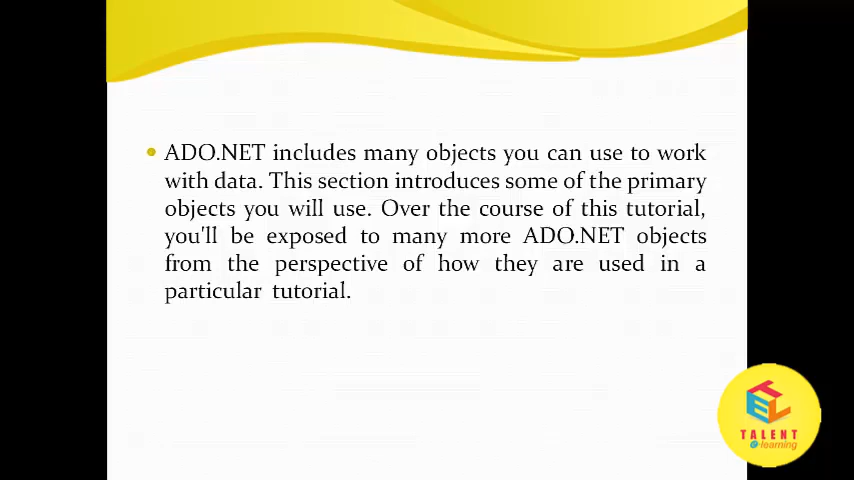 ADO.NET includes many objects you can use to work
with data. This section introduces some of the primary
objects you will use. Over the course of this tutorial,
you'll be exposed to many more ADO.NET objects
from the perspective of how they are used in a
particular tutorial.
TEL
TALENT
e-learning